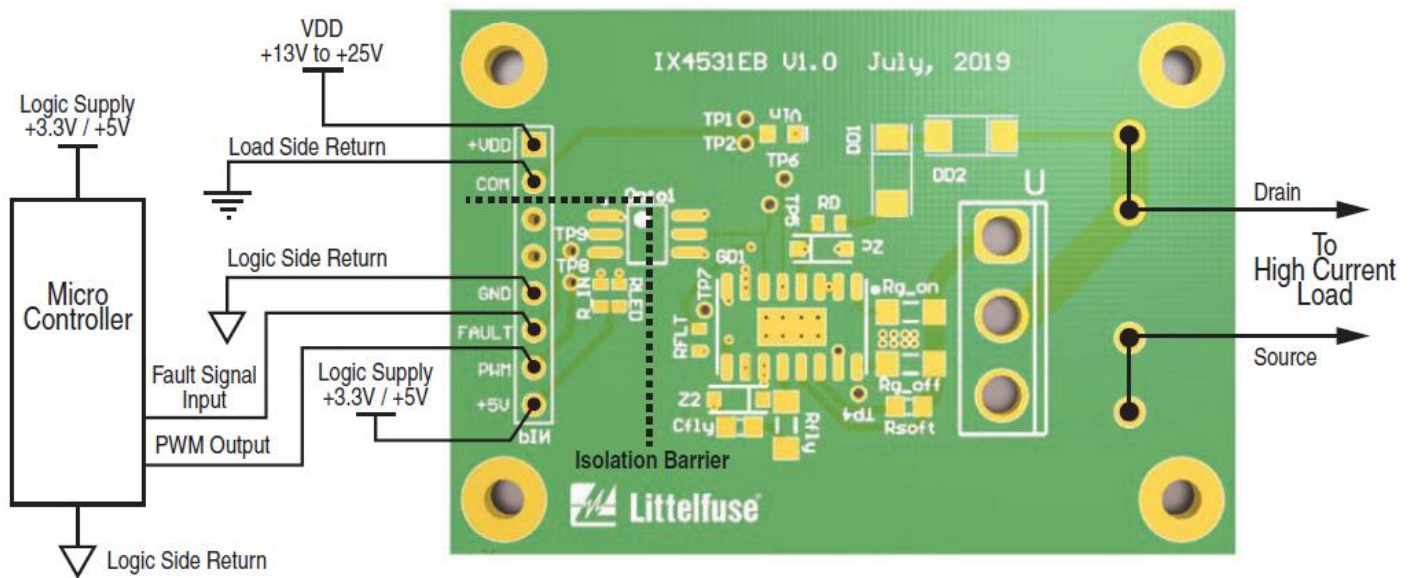 VDD
+13V to +25V
Logic Supply
+3.3V / +5V
Load Side Return
Logic Side Return
Micro
Controller
Fault Signal
Input
PWM Output
Logic Supply
+3.3V / +5V
Logic Side Return
IX4531EB V1.0 July, 2019
+VDD
COM
GND
FAULT
PWM
+5V
pIN
Opto1
TP9
TP8
R_IN
RLED
TP1
TP2
Uin
TP6
TP5
DD1
DD2
RD
ZC
GD1
TP7
RFLT
Rg_on
Rg_off
Rsoft
TP4
Z2
Cfly
Rfly
U
Isolation Barrier
Littelfuse
Drain
To
High Current
Load
Source